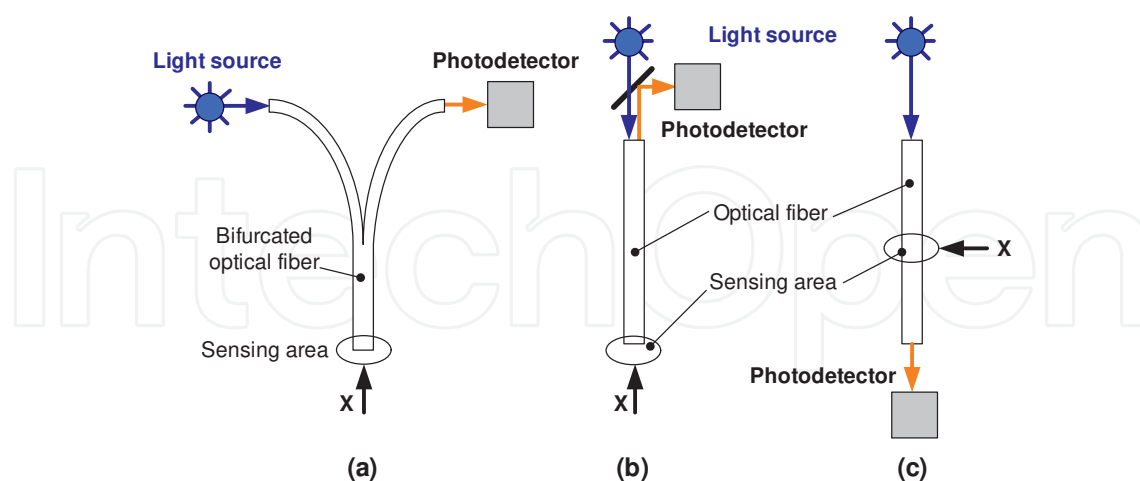 Light source
Photodetector
Bifurcated
optical fiber
Sensing area
X
(a)
Light source
Photodetector
Optical fiber
Sensing area
X
(b)
X
Photodetector
(c)
IntechOpen